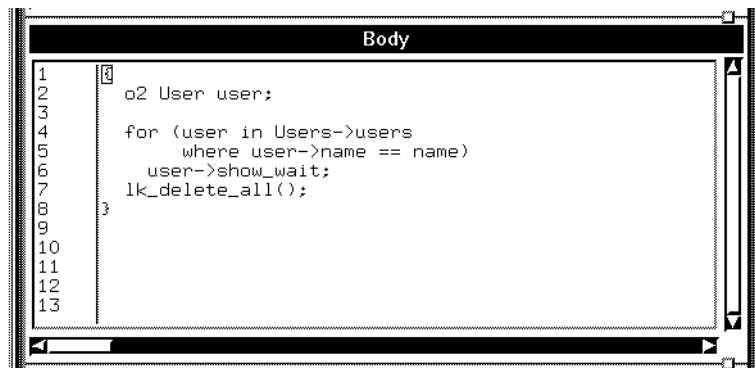 Body
1 {
2 o2 User user;
3
4 for (user in Users->users
5 where user->name == name)
6 user->show_wait;
7 lk_delete_all();
8 }
9
10
11
12
13